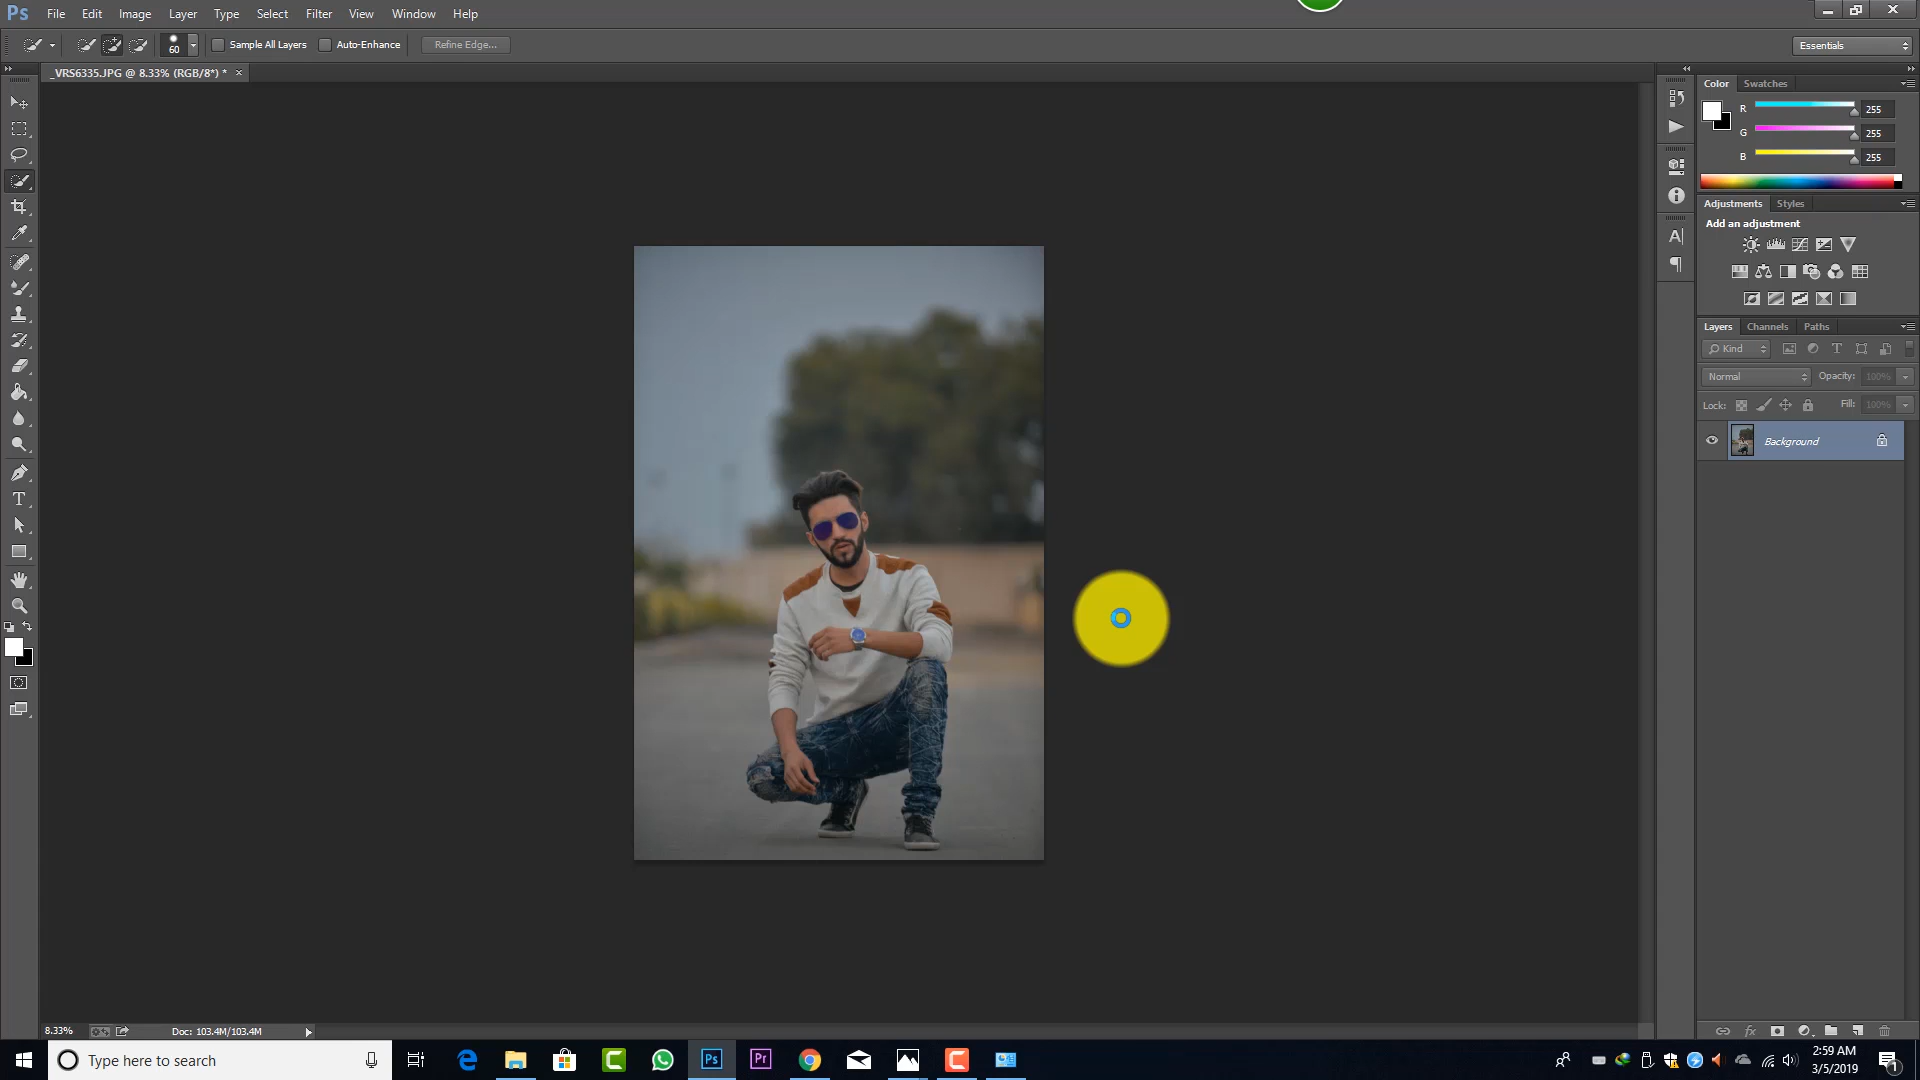 Ps File Edit Image Layer Type Select Filter View Window Help
60 Sample All Layers Auto-Enhance Refine Edge... Essentials
_VRS6335.JPG @ 8.33% (RGB/8*) * ×
Color Swatches
R 255
G 255
B 255
Adjustments Styles
Add an adjustment
Layers Channels Paths
Kind
Normal Opacity: 100%
Lock: Fill: 100%
Background
8.33% Doc: 103.4M/103.4M
Type here to search
Ps Pr
2:59 AM
3/5/2019
1